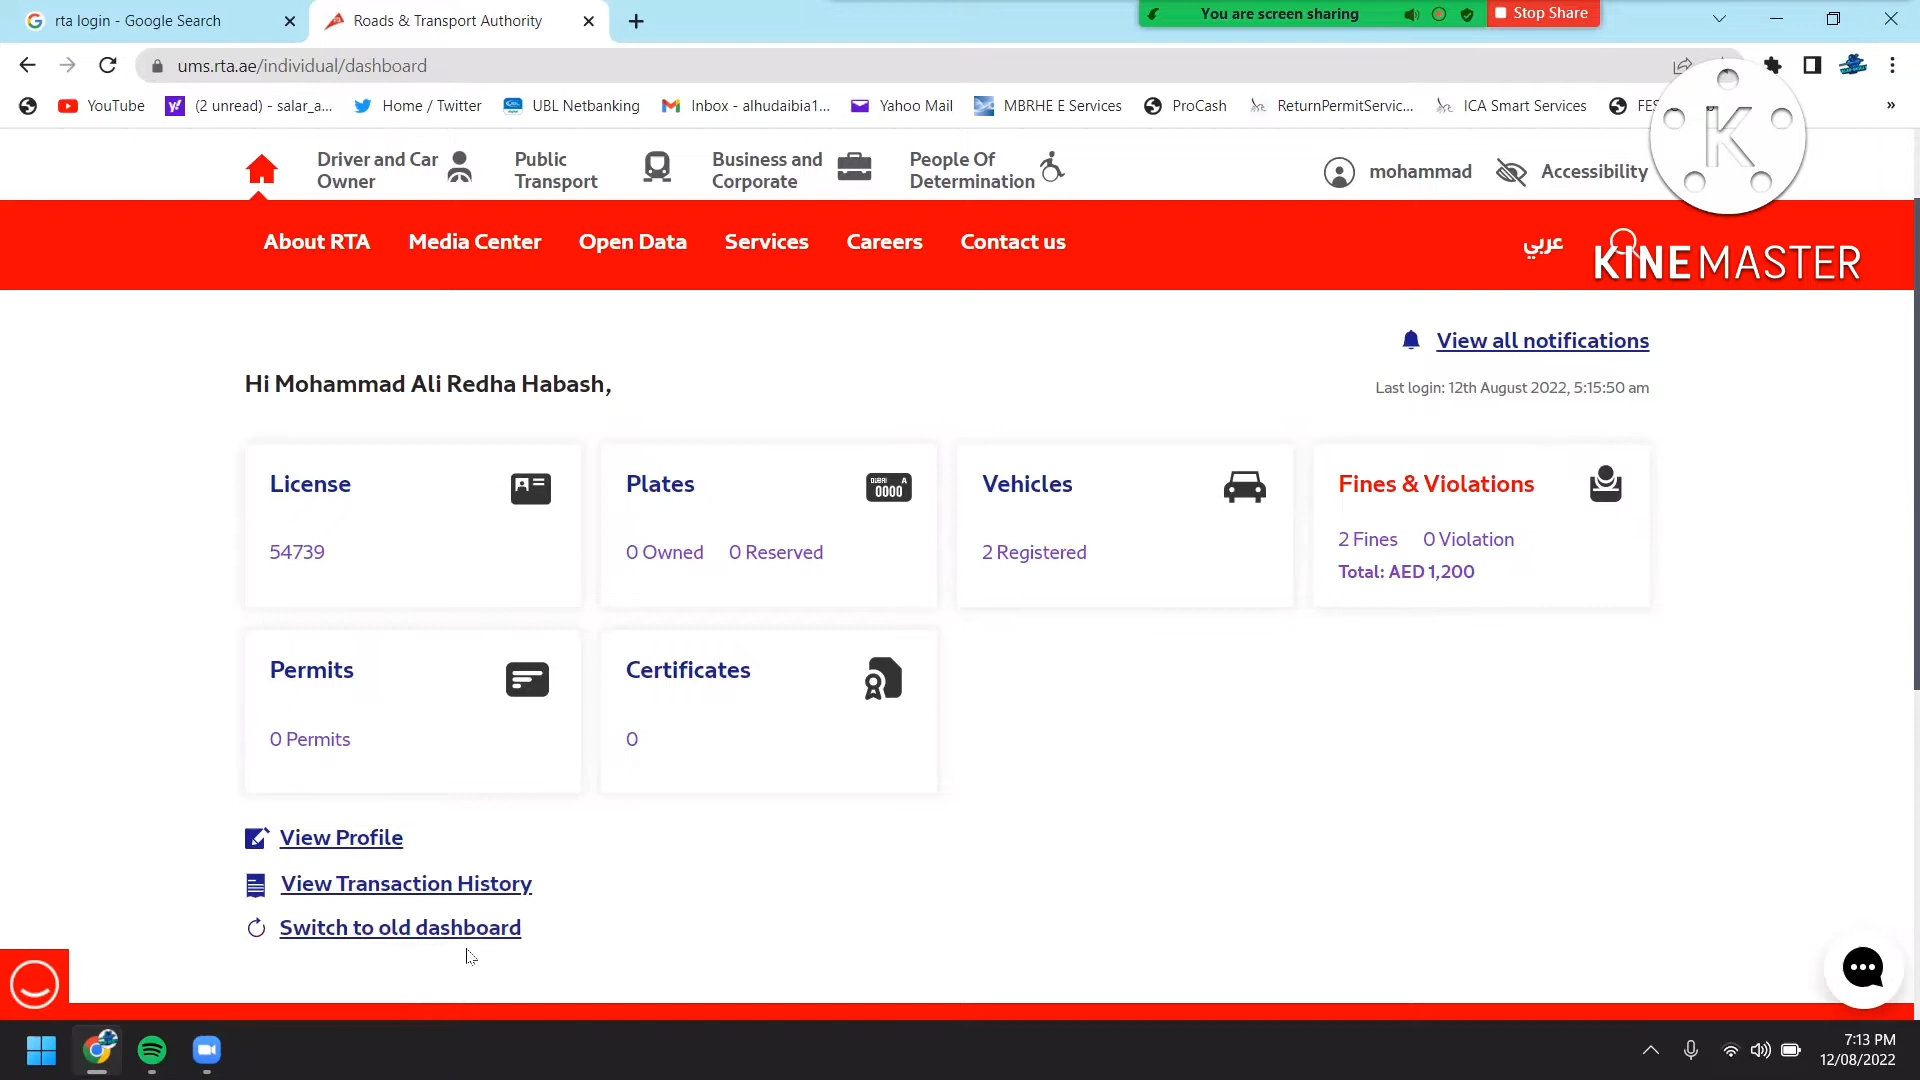 rta login - Google Search
Roads & Transport Authority
You are screen sharing
Stop Share
ums.rta.ae/individual/dashboard
YouTube
(2 unread) - salar_a...
Home / Twitter
UBL Netbanking
Inbox - alhudaibia1...
Yahoo Mail
MBRHE E Services
ProCash
ReturnPermitServic...
ICA Smart Services
»
Driver and Car
Owner
Public
Transport
Business and
Corporate
People Of
Determination
mohammad
Accessibility
K
About RTA
Media Center
Open Data
Services
Careers
Contact us
عربي
KINEMASTER
View all notifications
Hi Mohammad Ali Redha Habash,
Last login: 12th August 2022, 5:15:50 am
License
54739
Plates
DUBAI A
0000
0 Owned 0 Reserved
Vehicles
2 Registered
Fines & Violations
2 Fines 0 Violation
Total: AED 1,200
Permits
0 Permits
Certificates
0
View Profile
View Transaction History
Switch to old dashboard
7:13 PM
12/08/2022